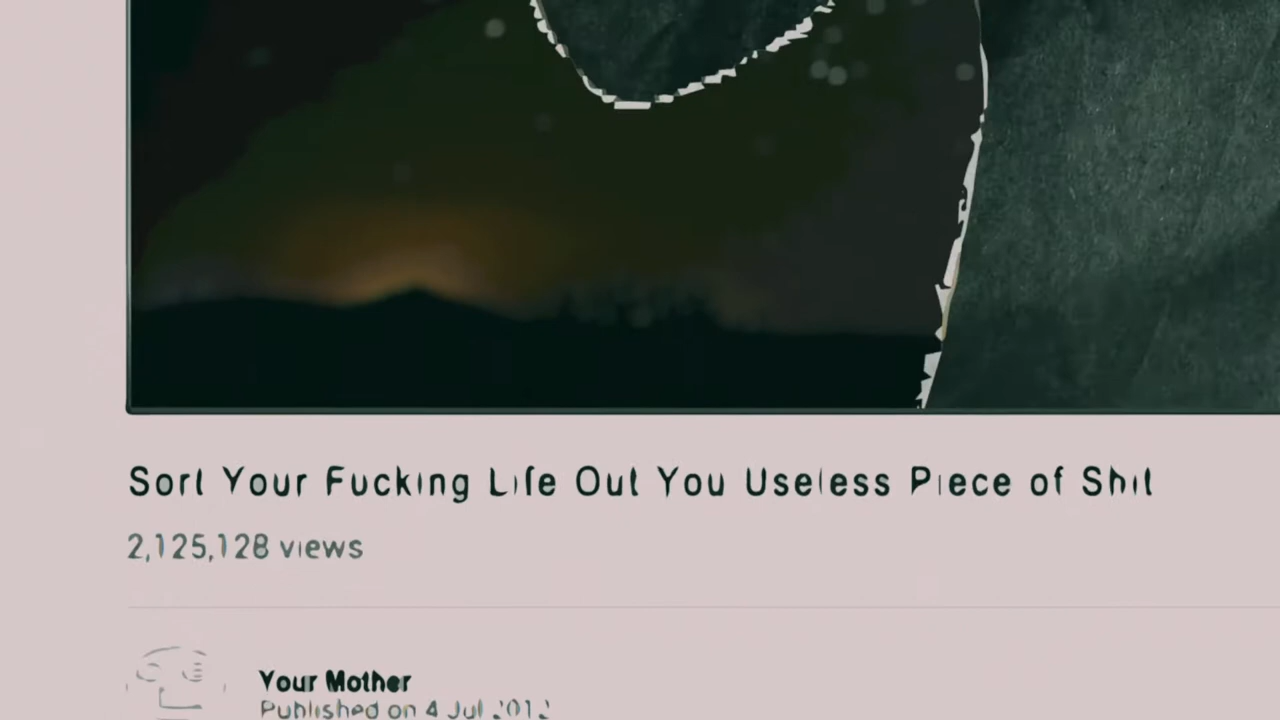 Sort Your Fucking Life Out You Useless Piece of Shit
2,125,128 views
Your Mother
Published on 4 Jul 2012